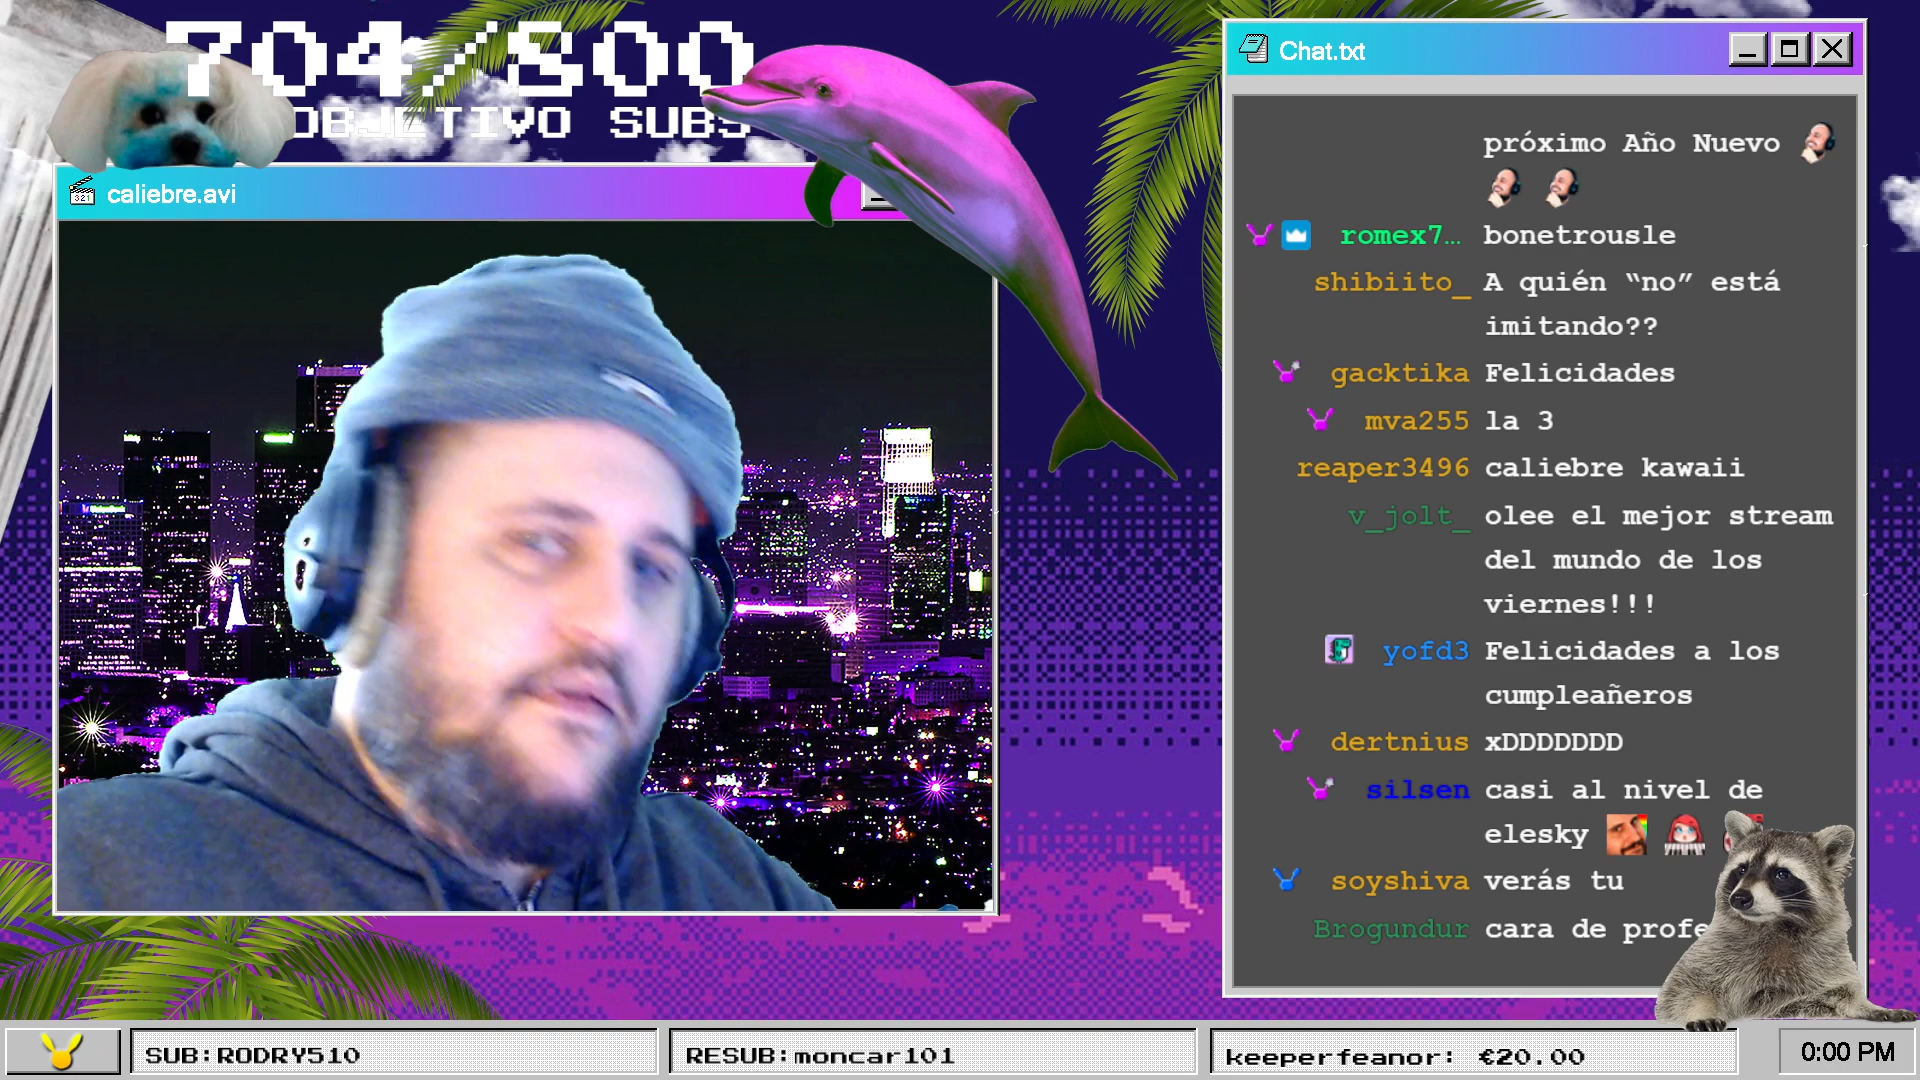 704/800
OBJETIVO SUBS
caliebre.avi
321
Chat.txt
próximo Año Nuevo
romex7… bonetrousle
shibiito_ A quién “no” está
imitando??
gacktika Felicidades
mva255 la 3
reaper3496 caliebre kawaii
v_jolt_ olee el mejor stream
del mundo de los
viernes!!!
yofd3 Felicidades a los
cumpleañeros
dertnius xDDDDDDD
silsen casi al nivel de
elesky
soyshiva verás tu
Brogundur cara de profe
SUB:RODRY510
RESUB:moncar101
keeperfeanor: €20.00
0:00 PM